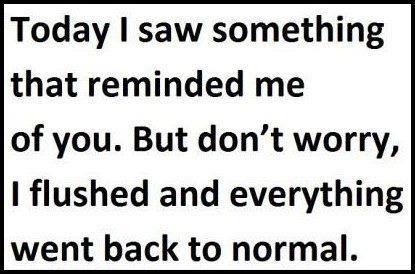 Today I saw something
that reminded me
of you. But don’t worry,
I flushed and everything
went back to normal.